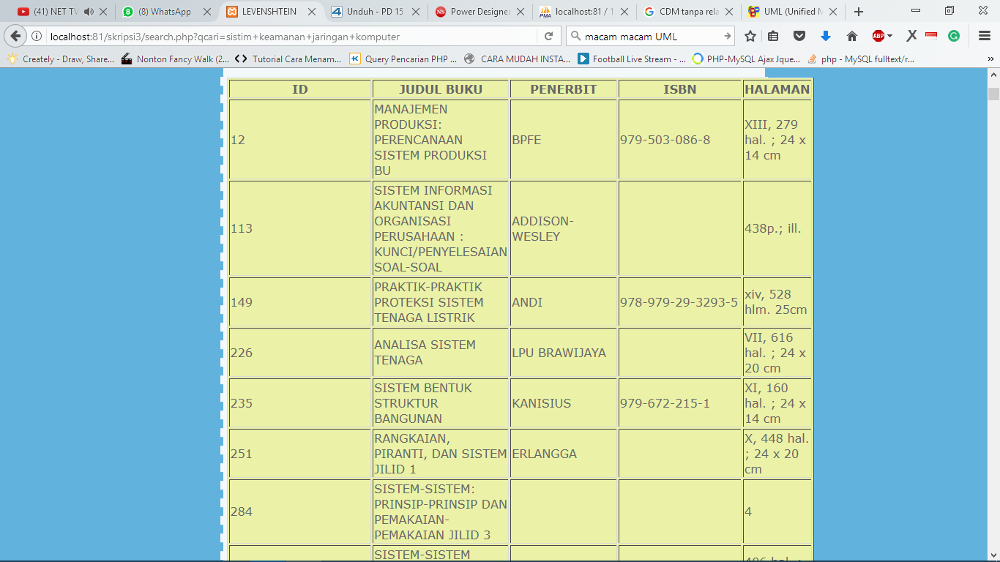 (41) NET TV
(8) WhatsApp
LEVENSHTEIN
Unduh - PD 15
Power Designer
localhost:81 / 1
CDM tanpa rela
UML (Unified M
localhost:81/skripsi3/search.php?qqari=sistim+keamanan+jaringan+komputer
macam macam UML
ABP
Creately - Draw, Share...
Nonton Fancy Walk (2...
Tutorial Cara Menam...
Query Pencarian PHP ...
CARA MUDAH INSTA...
Football Live Stream - ...
PHP-MySQL Ajax Jque...
php - MySQL fulltext/r...
ID JUDUL BUKU PENERBIT ISBN HALAMAN
12
MANAJEMEN
PRODUKSI:
PERENCANAAN
SISTEM PRODUKSI
BU
BPFE
979-503-086-8
XIII, 279
hal. ; 24 x
14 cm
113
SISTEM INFORMASI
AKUNTANSI DAN
ORGANISASI
PERUSAHAAN :
KUNCI/PENYELESAIAN
SOAL-SOAL
ADDISON-
WESLEY
438p.; ill.
149
PRAKTIK-PRAKTIK
PROTEKSI SISTEM
TENAGA LISTRIK
ANDI
978-979-29-3293-5
xiv, 528
hlm. 25cm
226
ANALISA SISTEM
TENAGA
LPU BRAWIJAYA
VII, 616
hal. ; 24 x
20 cm
235
SISTEM BENTUK
STRUKTUR
BANGUNAN
KANISIUS
979-672-215-1
XI, 160
hal. ; 24 x
14 cm
251
RANGKAIAN,
PIRANTI, DAN SISTEM
JILID 1
ERLANGGA
X, 448 hal.
; 24 x 20
cm
284
SISTEM-SISTEM:
PRINSIP-PRINSIP DAN
PEMAKAIAN-
PEMAKAIAN JILID 3
4
SISTEM-SISTEM